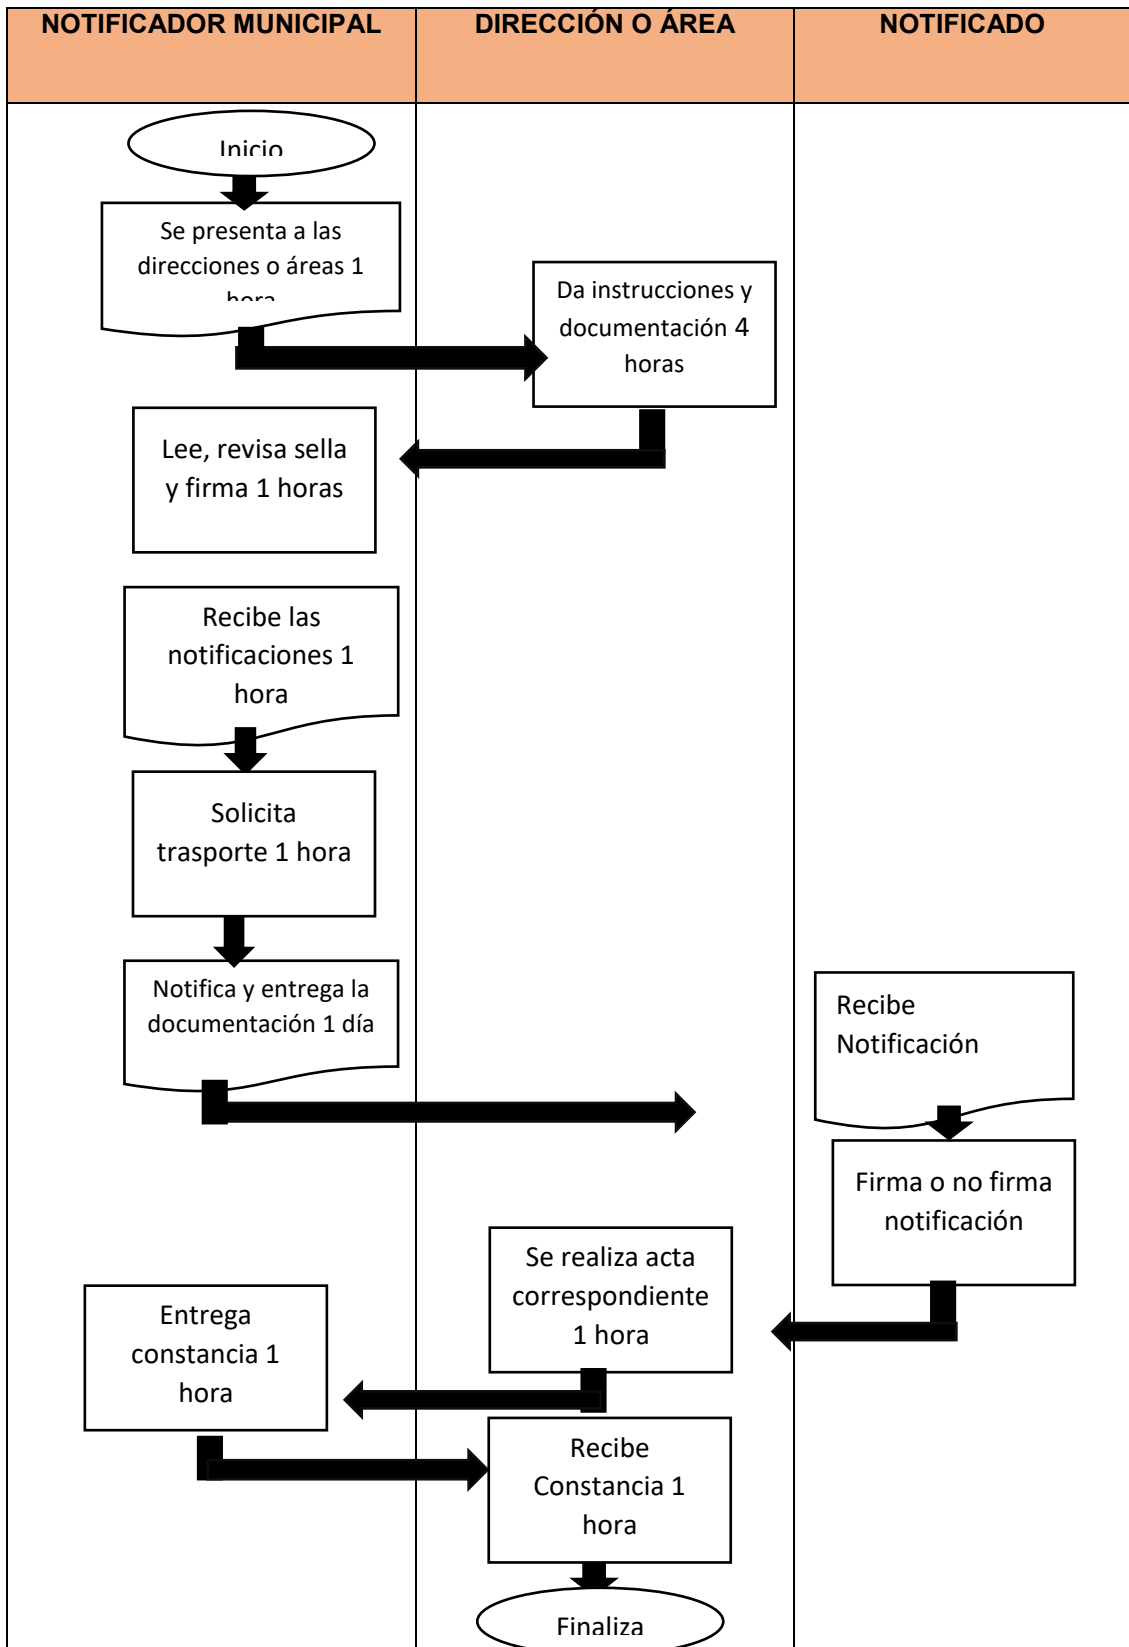 NOTIFICADOR MUNICIPAL
DIRECCIÓN O ÁREA
NOTIFICADO
Inicio
Se presenta a las
direcciones o áreas 1
hora
Da instrucciones y
documentación 4
horas
Lee, revisa sella
y firma 1 horas
Recibe las
notificaciones 1
hora
Solicita
trasporte 1 hora
Notifica y entrega la
documentación 1 día
Recibe
Notificación
Firma o no firma
notificación
Se realiza acta
correspondiente
1 hora
Entrega
constancia 1
hora
Recibe
Constancia 1
hora
Finaliza